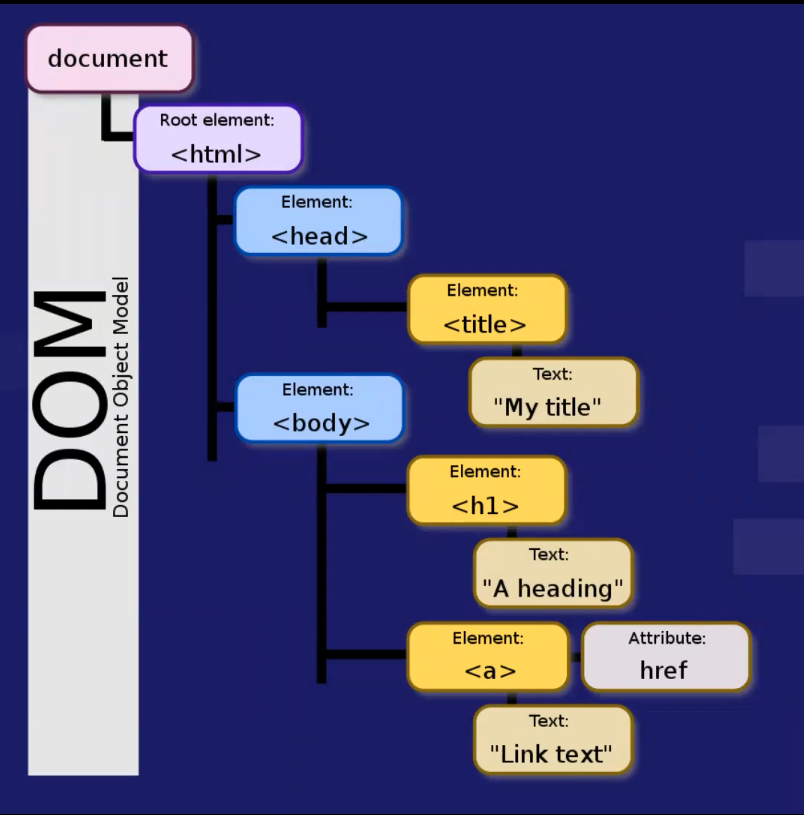 document
Root element:
<html>
Element:
<head>
Element:
<title>
Text:
"My title"
Element:
<body>
Element:
<h1>
Text:
"A heading"
Element:
<a>
Attribute:
href
Text:
"Link text"
DOM
Document Object Model